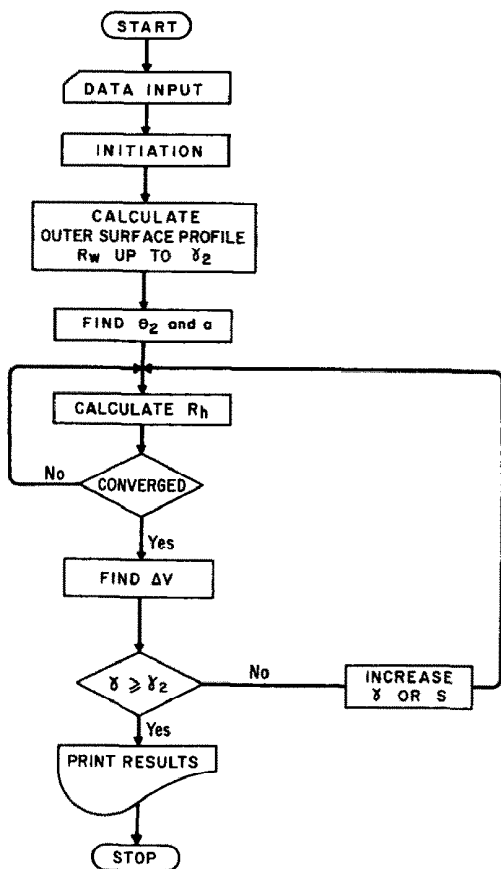 START
DATA INPUT
INITIATION
CALCULATE
OUTER SURFACE PROFILE
Rw UP TO γ2
FIND θ2 and a
CALCULATE Rh
No
CONVERGED
Yes
FIND ΔV
γ ⩾ γ2
No
INCREASE
γ OR S
Yes
PRINT RESULTS
STOP